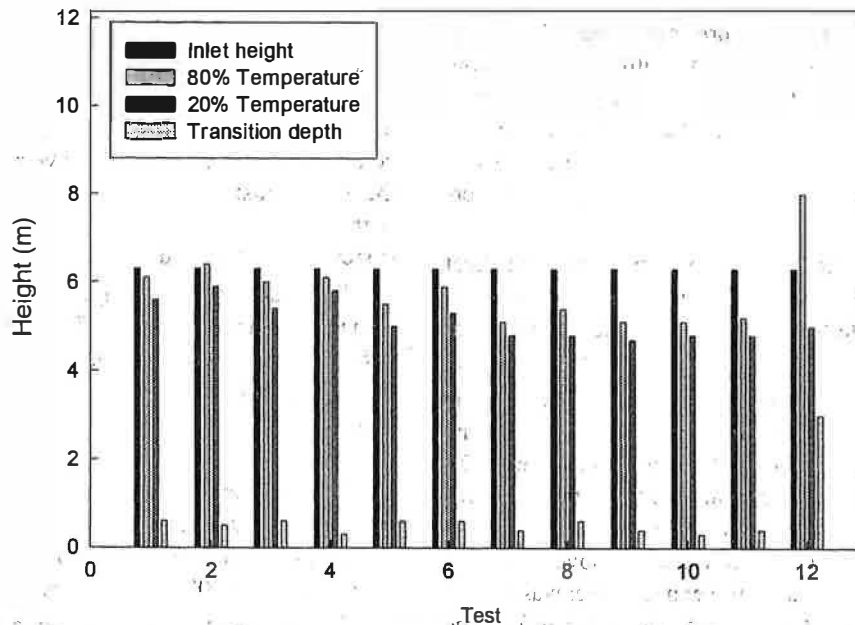 12
Inlet height
80% Temperature
20% Temperature
Transition depth
10
8
6
4
2
0
Height (m)
0 2 4 6 8 10 12
Test